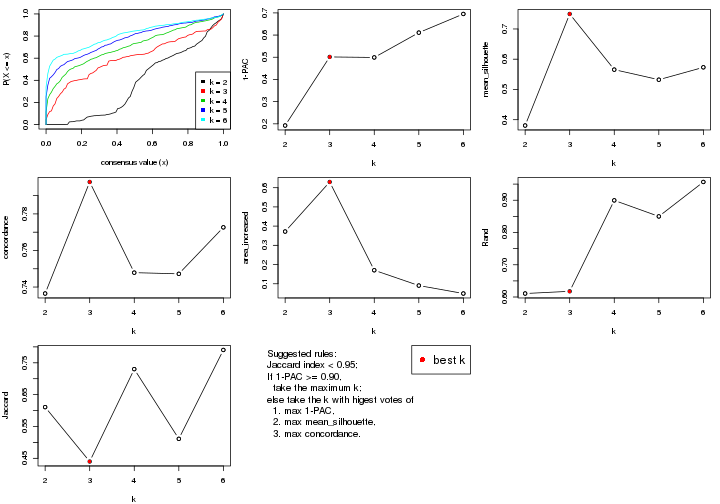 P(X <= x)
1.0
0.8
0.6
0.4
0.2
0.0
k = 2
k = 3
k = 4
k = 5
k = 6
0.0 0.2 0.4 0.6 0.8 1.0
consensus value (x)
1-PAC
0.7
0.6
0.5
0.4
0.3
0.2
2 3 4 5 6
k
mean_silhouette
0.7
0.6
0.5
0.4
2 3 4 5 6
k
concordance
0.78
0.76
0.74
2 3 4 5 6
k
area_increased
0.6
0.5
0.4
0.3
0.2
0.1
2 3 4 5 6
k
Rand
0.90
0.80
0.70
0.60
2 3 4 5 6
k
Jaccard
0.75
0.65
0.55
0.45
2 3 4 5 6
k
Suggested rules:
Jaccard index < 0.95;
If 1-PAC >= 0.90,
take the maximum k;
else take the k with higest votes of
1. max 1-PAC,
2. max mean_silhouette,
3. max concordance.
best k